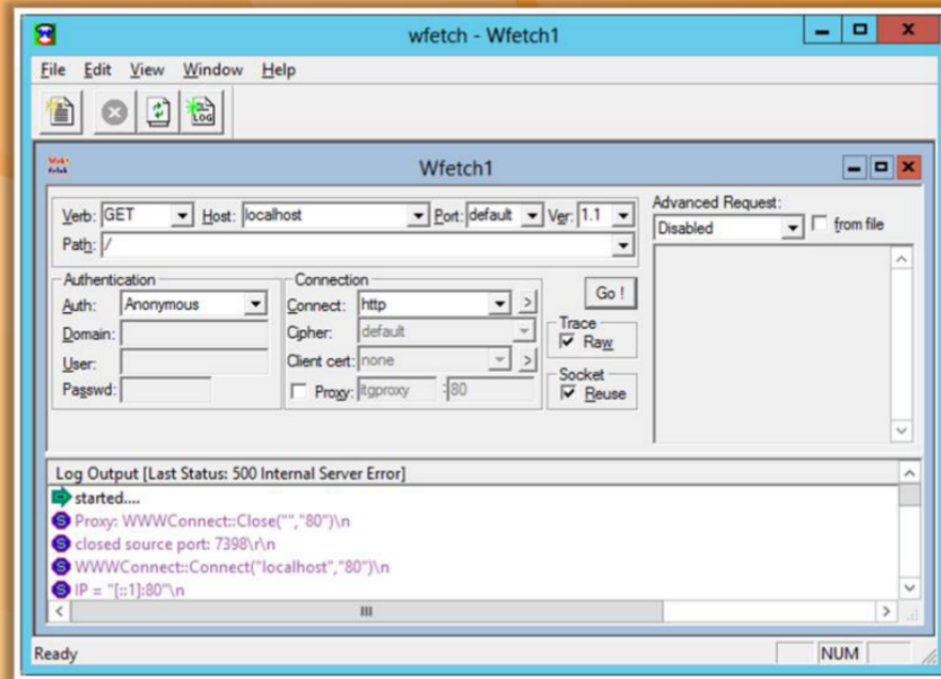 wfetch - Wfetch1
File Edit View Window Help
LOG
Wfetch1
Verb: GET Host: localhost Port: default Ver: 1.1
Path: /
Advanced Request:
Disabled from file
Authentication
Auth: Anonymous
Domain:
User:
Passwd:
Connection
Connect: http >
Cipher: default
Client cert: none >
Proxy: itgproxy :80
Go !
Trace
Raw
Socket
Reuse
Log Output [Last Status: 500 Internal Server Error]
started....
Proxy: WWWConnect::Close("","80")\n
closed source port: 7398\r\n
WWWConnect::Connect("localhost","80")\n
IP = "[::1]:80"\n
Ready NUM